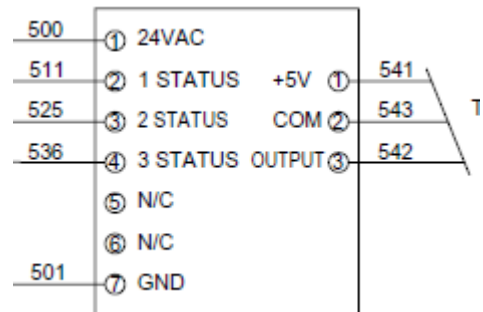 500 ① 24VAC
511 ② 1 STATUS +5V ① 541
525 ③ 2 STATUS COM ② 543 T
536 ④ 3 STATUS OUTPUT ③ 542
⑤ N/C
⑥ N/C
501 ⑦ GND